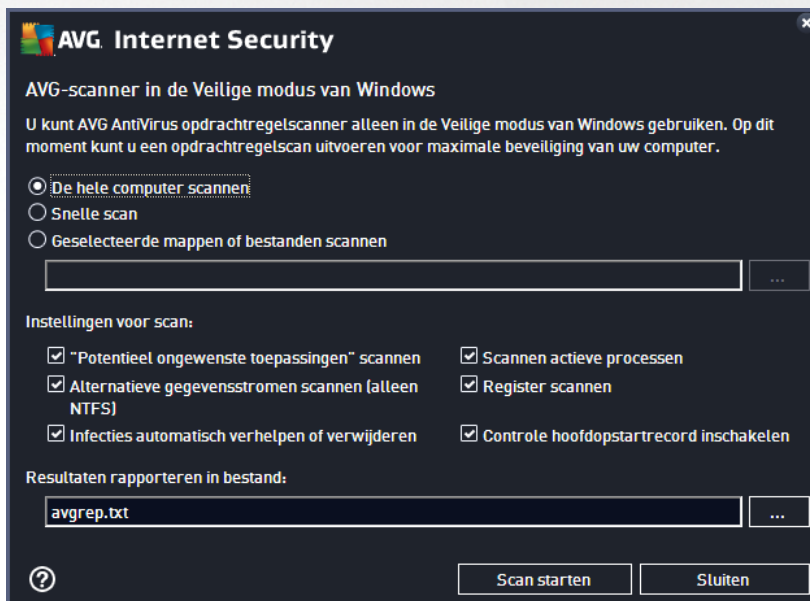 AVG. Internet Security
AVG-scanner in de Veilige modus van Windows
U kunt AVG AntiVirus opdrachtregelscanner alleen in de Veilige modus van Windows gebruiken. Op dit
moment kunt u een opdrachtregelscan uitvoeren voor maximale beveiliging van uw computer.
De hele computer scannen
Snelle scan
Geselecteerde mappen of bestanden scannen
...
Instellingen voor scan:
"Potentieel ongewenste toepassingen" scannen
Scannen actieve processen
Alternatieve gegevensstromen scannen (alleen
NTFS)
Register scannen
Infecties automatisch verhelpen of verwijderen
Controle hoofdopstartrecord inschakelen
Resultaten rapporteren in bestand:
avgrep.txt
...
?
Scan starten
Sluiten